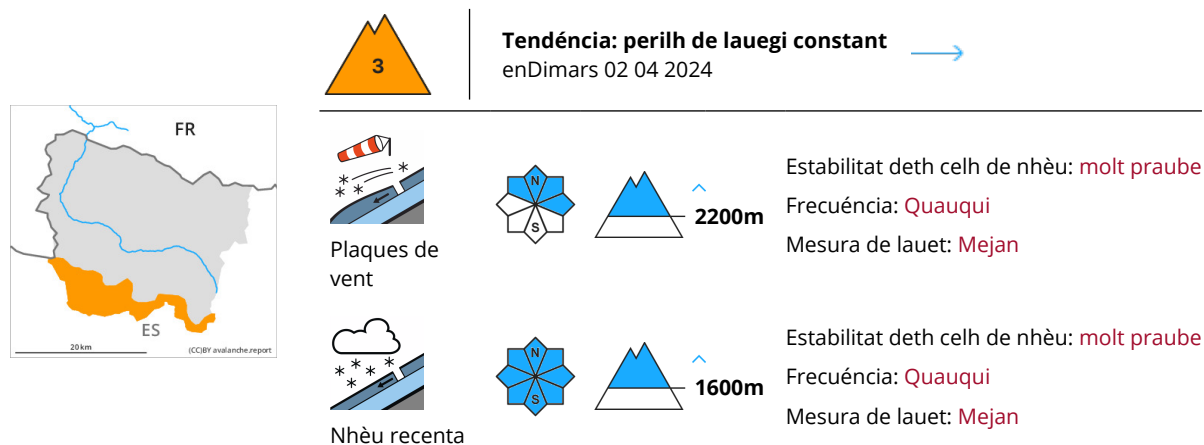 3
Tendéncia: perilh de lauegi constant
enDimars 02 04 2024
FR
ES
20 km
(CC)BY avalanche.report
Plaques de
vent
N
S
2200m
Estabilitat deth celh de nhèu: molt praube
Frecuéncia: Quauqui
Mesura de lauet: Mejan
Nhèu recenta
N
S
1600m
Estabilitat deth celh de nhèu: molt praube
Frecuéncia: Quauqui
Mesura de lauet: Mejan